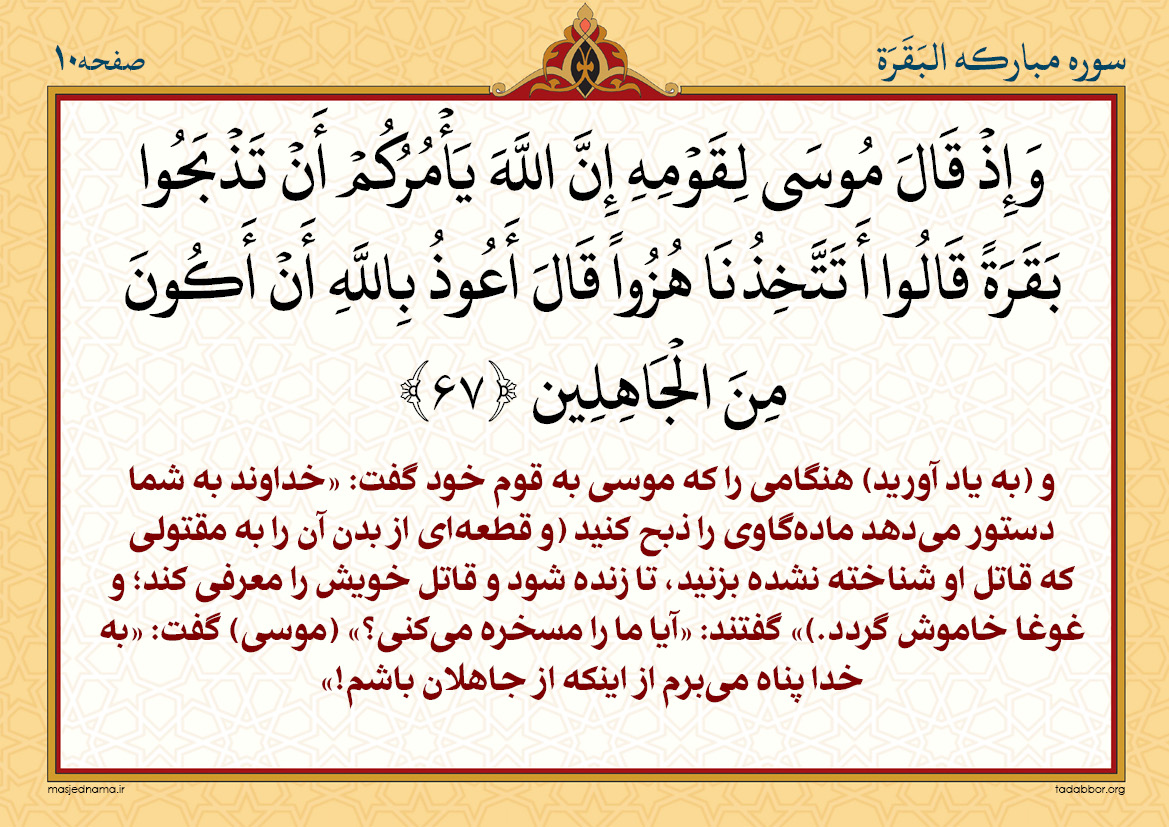 سوره مبارکه البَقَرَة
صفحه۱۰
وَ إِذْ قَالَ مُوسَى لِقَوْمِهِ إِنَّ اللَّهَ يَأْمُرُكُمْ أَنْ تَذْبَحُوا
بَقَرَةً قَالُوا أَ تَتَّخِذُنَا هُزُواً قَالَ أَعُوذُ بِاللَّهِ أَنْ أَكُونَ
مِنَ الْجَاهِلِين ﴿۶۷﴾
و (به یاد آورید) هنگامی را که موسی به قوم خود گفت: «خداوند به شما
دستور می‌دهد ماده‌گاوی را ذبح کنید (و قطعه‌ای از بدن آن را به مقتولی
که قاتل او شناخته نشده بزنید، تا زنده شود و قاتل خویش را معرفی کند؛ و
غوغا خاموش گردد.)» گفتند: «آیا ما را مسخره می‌کنی؟» (موسی) گفت: «به
خدا پناه می‌برم از اینکه از جاهلان باشم!»
masjednama.ir
tadabbor.org